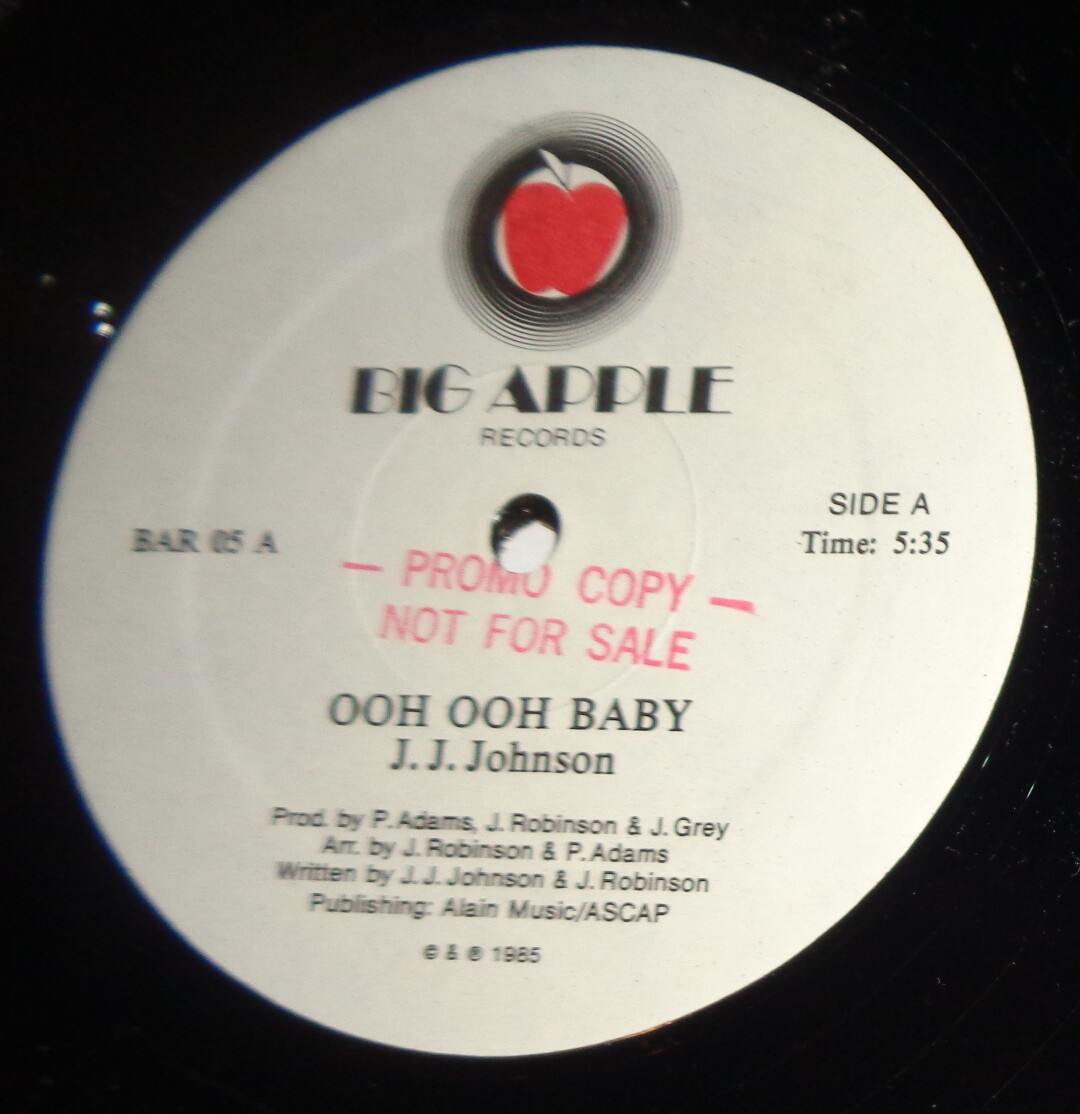 BIG APPLE
RECORDS
SIDE A
BAR 05 A
Time: 5:35
— PROMO COPY —
NOT FOR SALE
OOH OOH BABY
J. J. Johnson
Prod. by P. Adams, J. Robinson & J. Grey
Arr. by J. Robinson & P. Adams
Written by J. J. Johnson & J. Robinson
Publishing: Alain Music/ASCAP
© & ℗ 1985